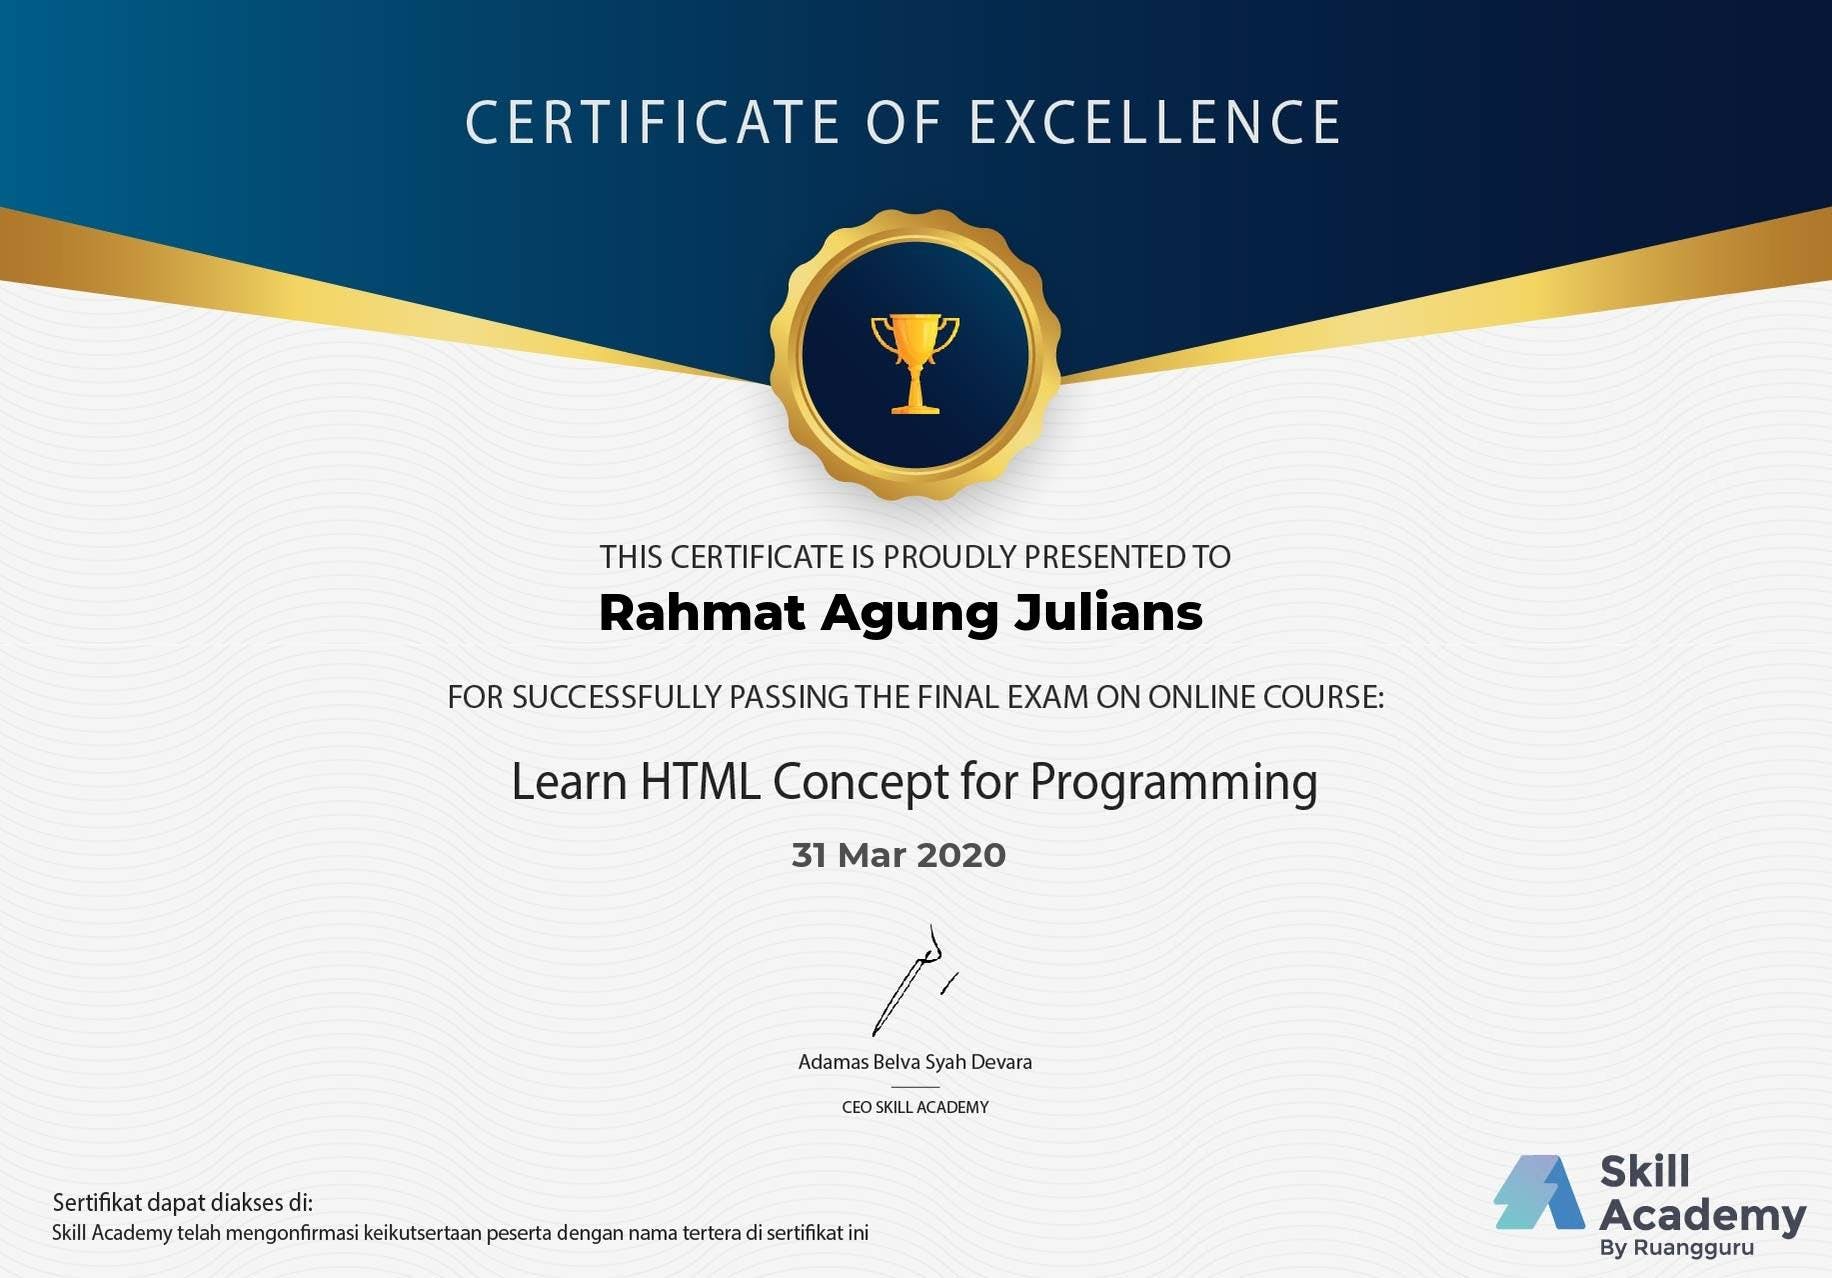 CERTIFICATE OF EXCELLENCE
THIS CERTIFICATE IS PROUDLY PRESENTED TO
Rahmat Agung Julians
FOR SUCCESSFULLY PASSING THE FINAL EXAM ON ONLINE COURSE:
Learn HTML Concept for Programming
31 Mar 2020
Adamas Belva Syah Devara
CEO SKILL ACADEMY
Sertifikat dapat diakses di:
Skill Academy telah mengonfirmasi keikutsertaan peserta dengan nama tertera di sertifikat ini
Skill
Academy
By Ruangguru